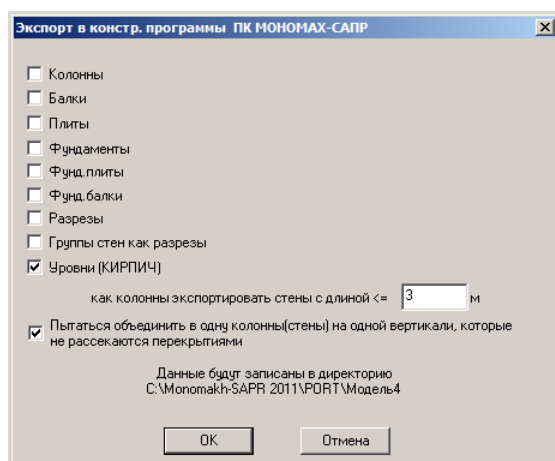 Экспорт в констр. программы ПК МОНОМАХ-САПР
Колонны
Балки
Плиты
Фундаменты
Фунд.плиты
Фунд.балки
Разрезы
Группы стен как разрезы
Уровни (КИРПИЧ)
как колонны экспортировать стены с длиной <= 3 м
Пытаться объединить в одну колонны(стены) на одной вертикали, которые
не рассекаются перекрытиями
Данные будут записаны в директорию
C:\Monomakh-SAPR 2011\PORT\Модель4
OK Отмена